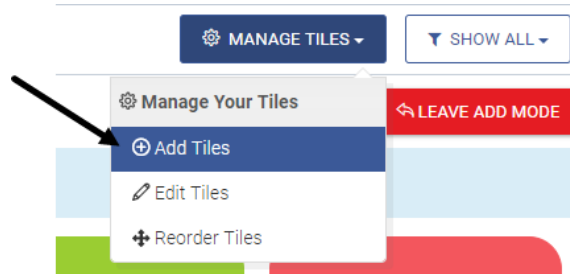 MANAGE TILES
SHOW ALL
Manage Your Tiles
LEAVE ADD MODE
Add Tiles
Edit Tiles
Reorder Tiles